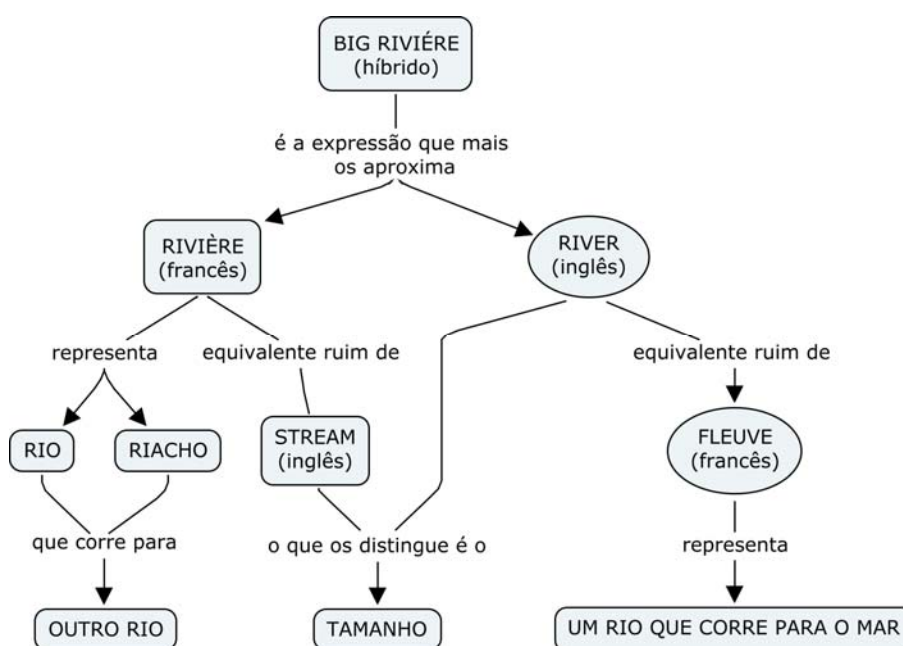 BIG RIVIÉRE
(híbrido)
é a expressão que mais
os aproxima
RIVIÈRE
(francês)
RIVER
(inglês)
representa
equivalente ruim de
equivalente ruim de
RIO
RIACHO
STREAM
(inglês)
FLEUVE
(francês)
que corre para
o que os distingue é o
representa
OUTRO RIO
TAMANHO
UM RIO QUE CORRE PARA O MAR